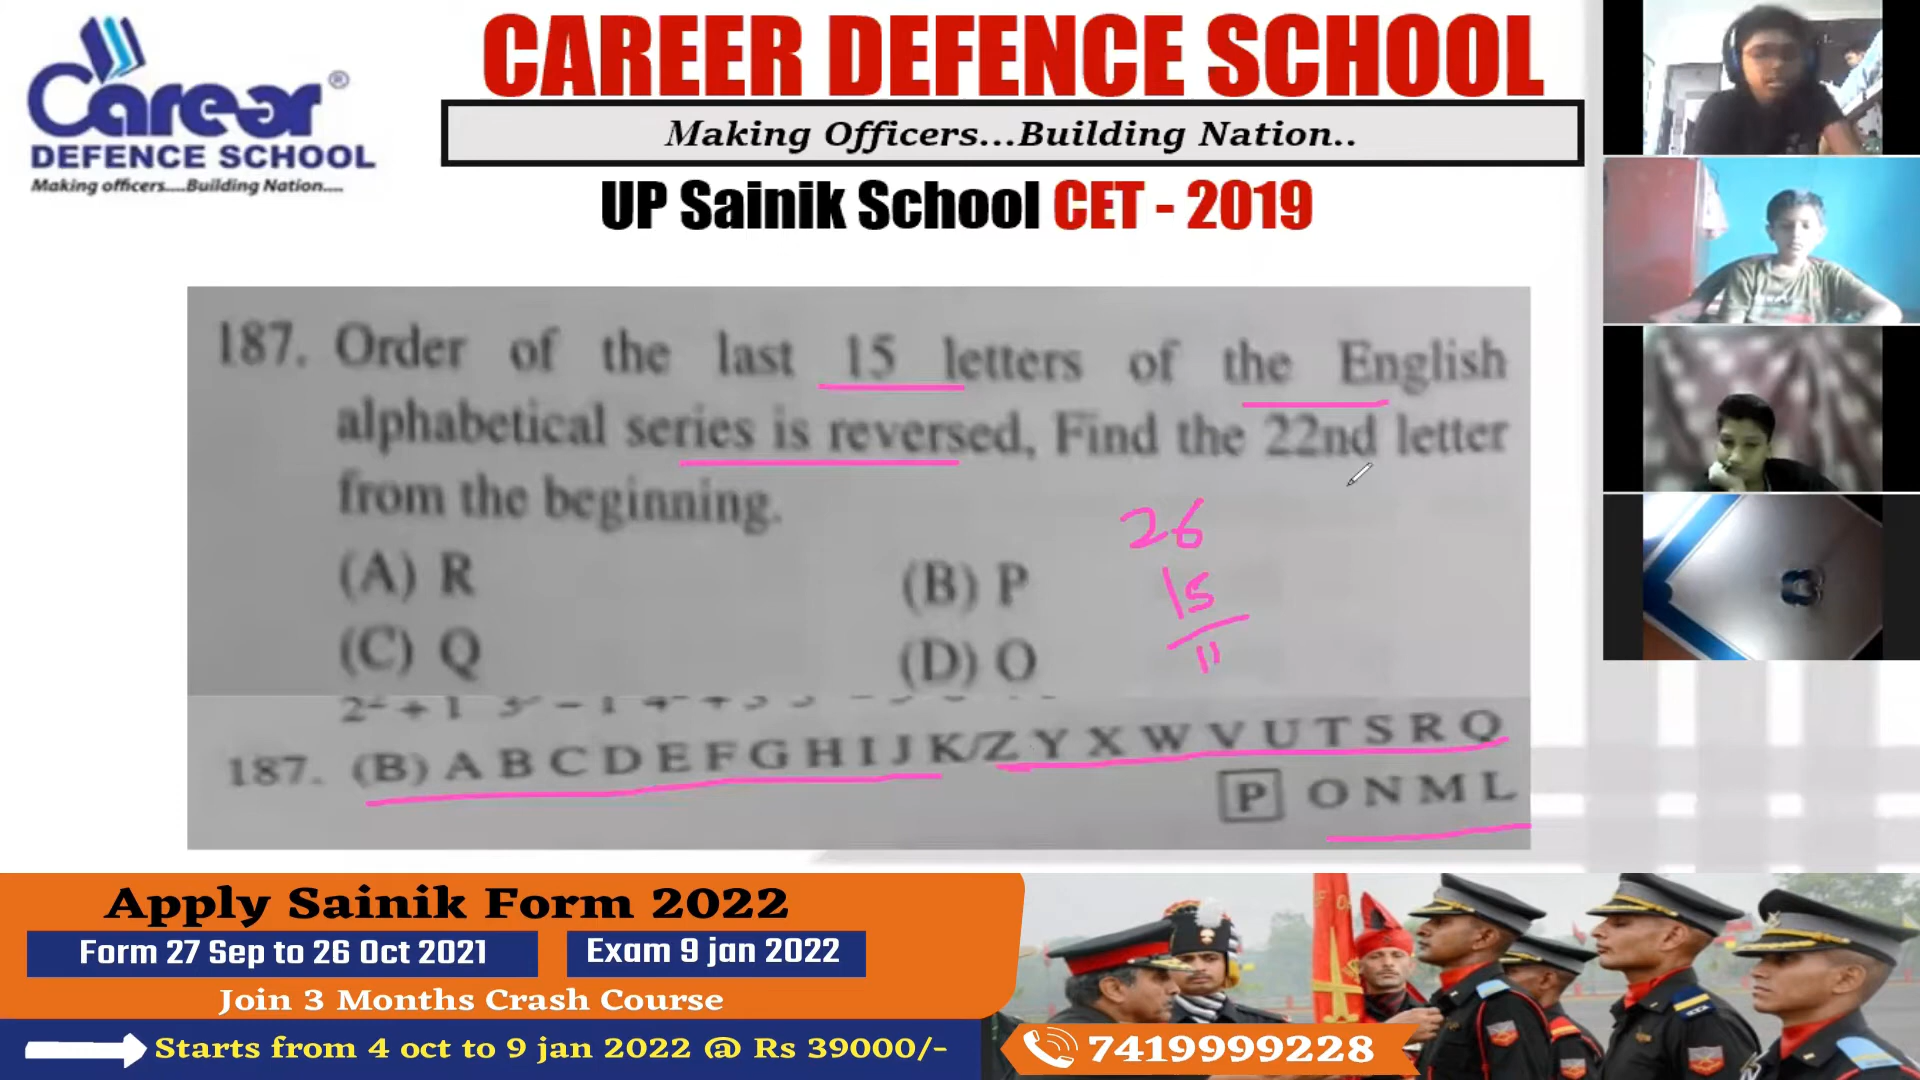 Career®
DEFENCE SCHOOL
Making officers....Building Nation....
CAREER DEFENCE SCHOOL
Making Officers...Building Nation..
UP Sainik School CET - 2019
187. Order of the last 15 letters of the English
alphabetical series is reversed, Find the 22nd letter
from the beginning.
(A) R (B) P
(C) Q (D) O
26
15
11
187. (B) A B C D E F G H I J K/Z Y X W V U T S R Q
P O N M L
Apply Sainik Form 2022
Form 27 Sep to 26 Oct 2021
Exam 9 jan 2022
Join 3 Months Crash Course
Starts from 4 oct to 9 jan 2022 @ Rs 39000/-
7419999228